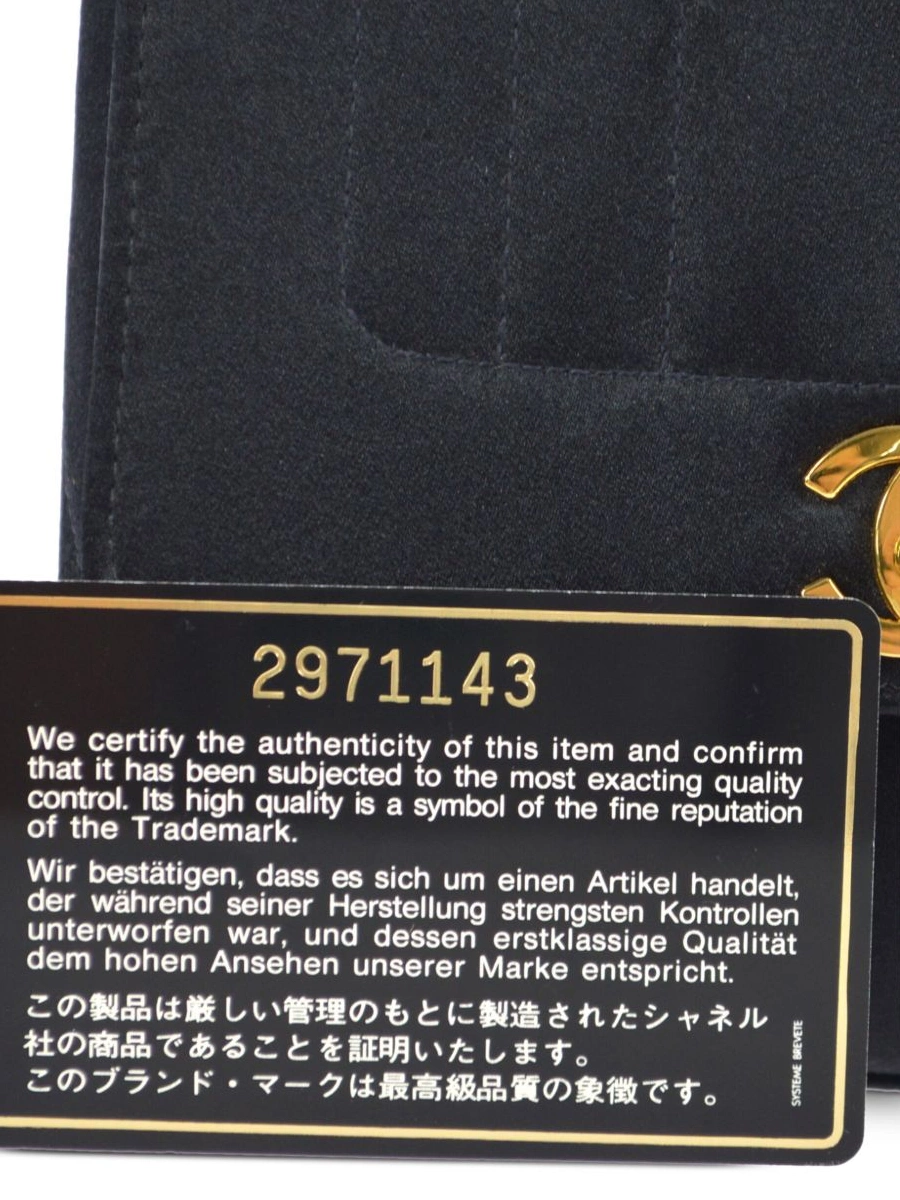 2971143
We certify the authenticity of this item and confirm
that it has been subjected to the most exacting quality
control. Its high quality is a symbol of the fine reputation
of the Trademark.
Wir bestätigen, dass es sich um einen Artikel handelt,
der während seiner Herstellung strengsten Kontrollen
unterworfen war, und dessen erstklassige Qualität
dem hohen Ansehen unserer Marke entspricht.
この製品は厳しい管理のもとに製造されたシャネル
社の商品であることを証明いたします。
このブランド・マークは最高級品質の象徴です。
SYSTEME BREVETE